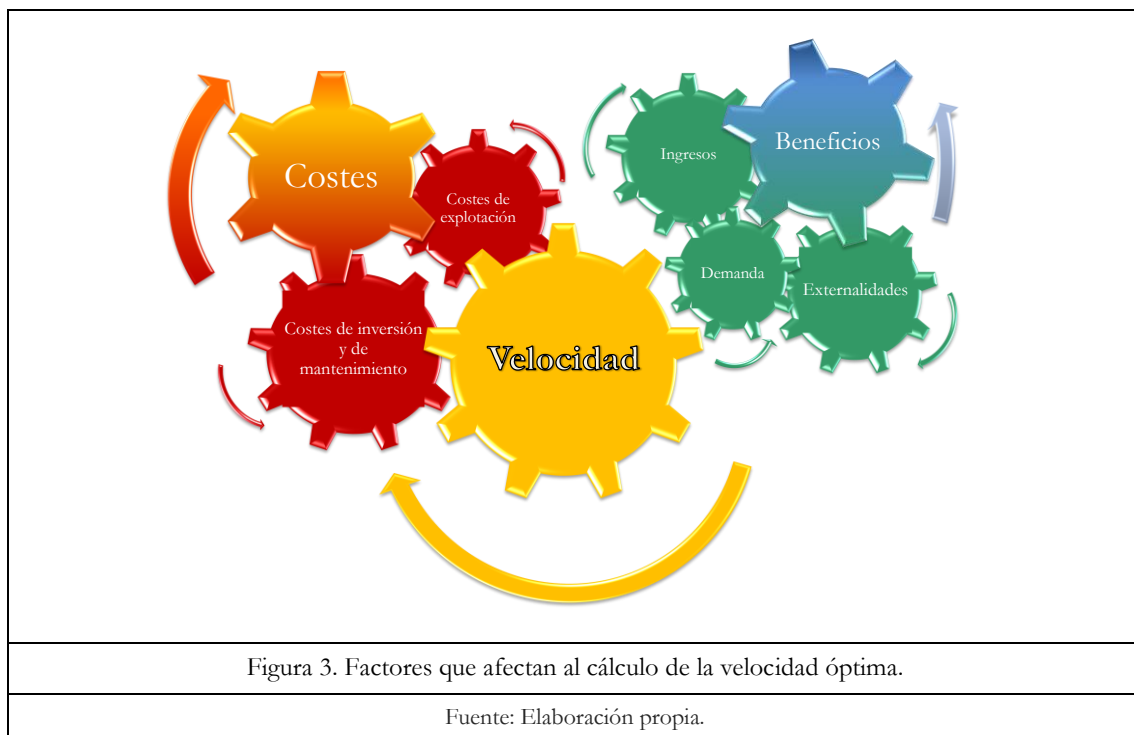 Costes
Costes de
explotación
Costes de inversión
y de
mantenimiento
Velocidad
Ingresos
Beneficios
Demanda
Externalidades
Figura 3. Factores que afectan al cálculo de la velocidad óptima.
Fuente: Elaboración propia.